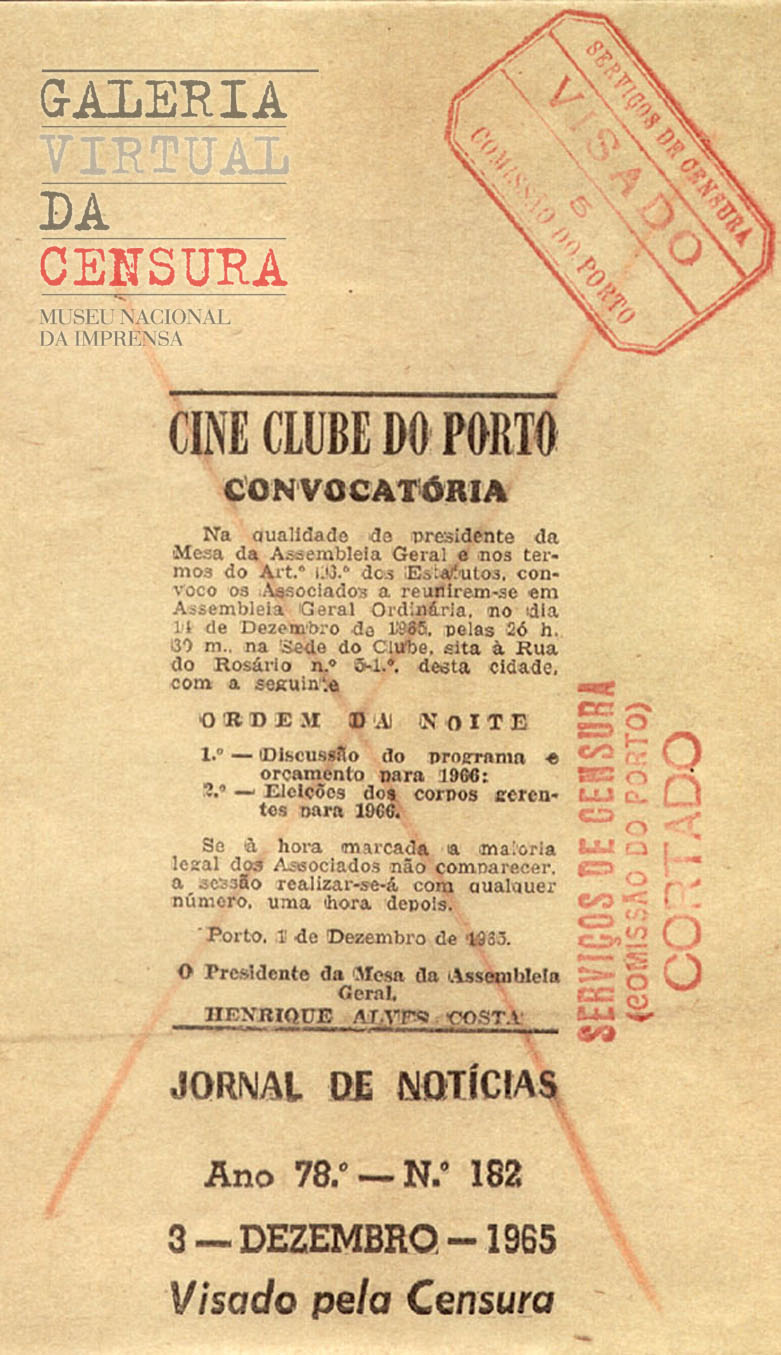 GALERIA
VIRTUAL
DA
CENSURA
MUSEU NACIONAL
DA IMPRENSA
SERVIÇOS DE CENSURA
VISADO
5
COMISSÃO DO PORTO
CINE CLUBE DO PORTO
CONVOCATÓRIA
Na qualidade de presidente da
Mesa da Assembleia Geral e nos ter-
mos do Art.º dos Estatutos, con-
voco os Associados a reunirem-se em
Assembleia Geral Ordinária, no dia
de Dezembro de 1965, pelas h.
30 m., na Sede do Clube, sita à Rua
do Rosário n.º 5-1.º, desta cidade,
com a seguinte
ORDEM DA NOITE
1.º — Discussão do programa e
orçamento para 1966;
2.º — Eleições dos corpos geren-
tes para 1966.
Se à hora marcada a maioria
legal dos Associados não comparecer,
a sessão realizar-se-á com qualquer
número, uma hora depois.
Porto, 1 de Dezembro de 1965.
O Presidente da Mesa da Assembleia
Geral,
HENRIQUE ALVES COSTA
SERVIÇOS DE CENSURA
(COMISSÃO DO PORTO)
CORTADO
JORNAL DE NOTÍCIAS
Ano 78.º — N.º 182
3 — DEZEMBRO — 1965
Visado pela Censura